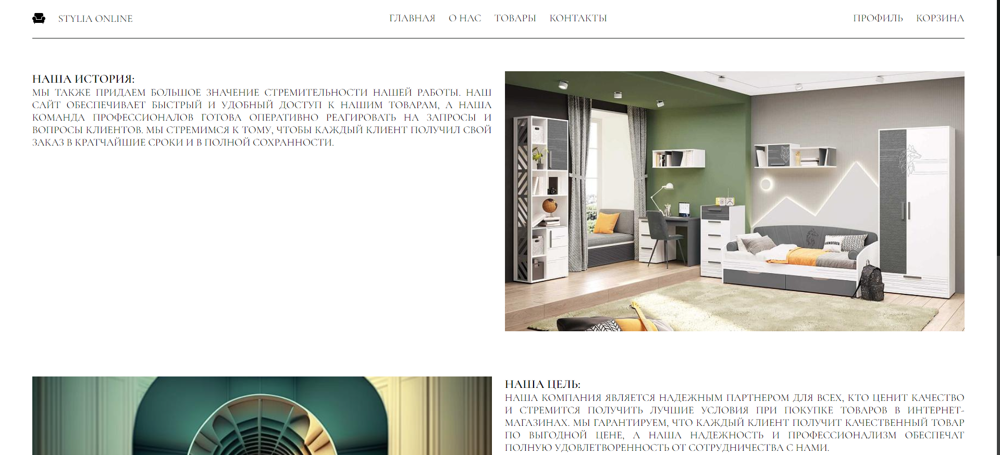 STYLIA ONLINE
ГЛАВНАЯ О НАС ТОВАРЫ КОНТАКТЫ
ПРОФИЛЬ КОРЗИНА
НАША ИСТОРИЯ:
МЫ ТАКЖЕ ПРИДАЕМ БОЛЬШОЕ ЗНАЧЕНИЕ СТРЕМИТЕЛЬНОСТИ НАШЕЙ РАБОТЫ. НАШ
САЙТ ОБЕСПЕЧИВАЕТ БЫСТРЫЙ И УДОБНЫЙ ДОСТУП К НАШИМ ТОВАРАМ, А НАША
КОМАНДА ПРОФЕССИОНАЛОВ ГОТОВА ОПЕРАТИВНО РЕАГИРОВАТЬ НА ЗАПРОСЫ И
ВОПРОСЫ КЛИЕНТОВ. МЫ СТРЕМИМСЯ К ТОМУ, ЧТОБЫ КАЖДЫЙ КЛИЕНТ ПОЛУЧИЛ СВОЙ
ЗАКАЗ В КРАТЧАЙШИЕ СРОКИ И В ПОЛНОЙ СОХРАННОСТИ.
WANDERER
НАША ЦЕЛЬ:
НАША КОМПАНИЯ ЯВЛЯЕТСЯ НАДЕЖНЫМ ПАРТНЕРОМ ДЛЯ ВСЕХ, КТО ЦЕНИТ КАЧЕСТВО
И СТРЕМИТСЯ ПОЛУЧИТЬ ЛУЧШИЕ УСЛОВИЯ ПРИ ПОКУПКЕ ТОВАРОВ В ИНТЕРНЕТ-
МАГАЗИНАХ. МЫ ГАРАНТИРУЕМ, ЧТО КАЖДЫЙ КЛИЕНТ ПОЛУЧИТ КАЧЕСТВЕННЫЙ ТОВАР
ПО ВЫГОДНОЙ ЦЕНЕ, А НАША НАДЕЖНОСТЬ И ПРОФЕССИОНАЛИЗМ ОБЕСПЕЧАТ
ПОЛНУЮ УДОВЛЕТВОРЕННОСТЬ ОТ СОТРУДНИЧЕСТВА С НАМИ.